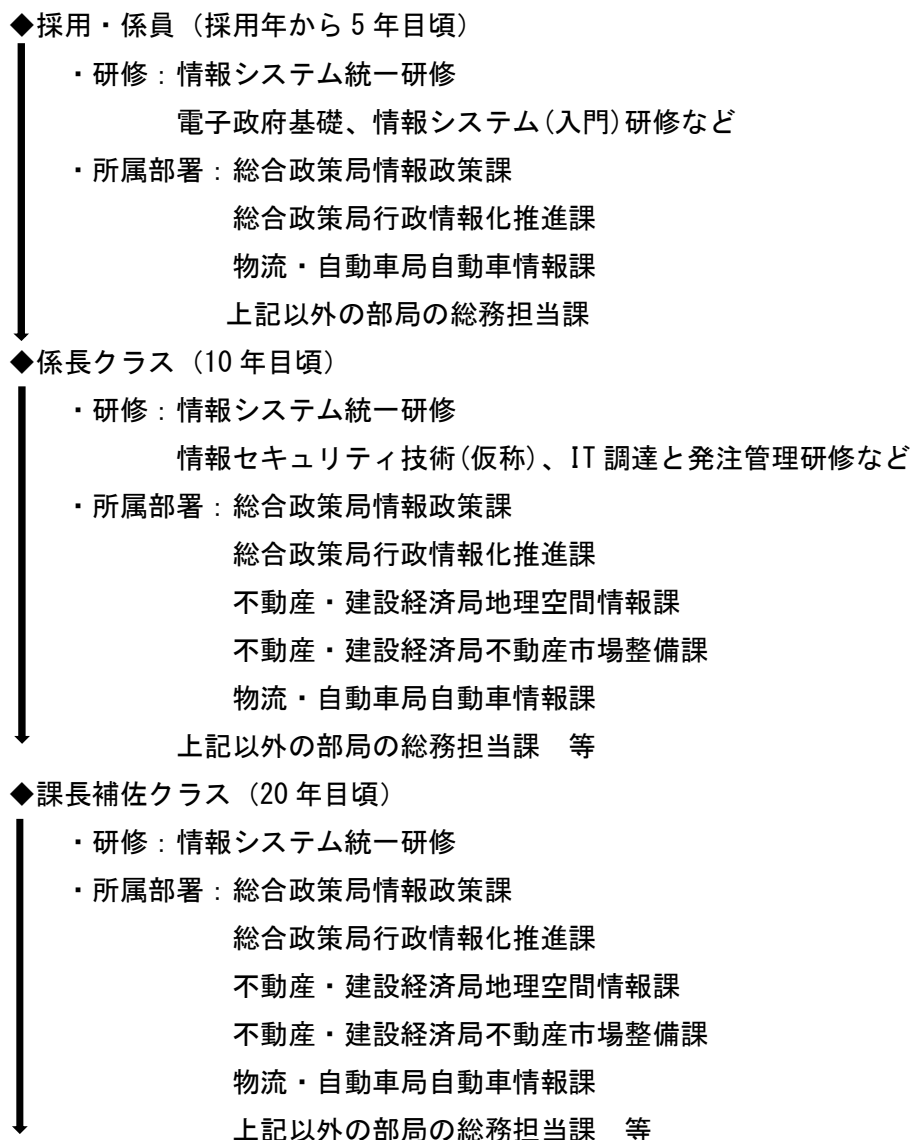 ◆採用・係員（採用年から5年目頃）
・研修：情報システム統一研修
電子政府基礎、情報システム(入門)研修など
・所属部署：総合政策局情報政策課
総合政策局行政情報化推進課
物流・自動車局自動車情報課
上記以外の部局の総務担当課
◆係長クラス（10年目頃）
・研修：情報システム統一研修
情報セキュリティ技術(仮称)、IT調達と発注管理研修など
・所属部署：総合政策局情報政策課
総合政策局行政情報化推進課
不動産・建設経済局地理空間情報課
不動産・建設経済局不動産市場整備課
物流・自動車局自動車情報課
上記以外の部局の総務担当課　等
◆課長補佐クラス（20年目頃）
・研修：情報システム統一研修
・所属部署：総合政策局情報政策課
総合政策局行政情報化推進課
不動産・建設経済局地理空間情報課
不動産・建設経済局不動産市場整備課
物流・自動車局自動車情報課
上記以外の部局の総務担当課　等